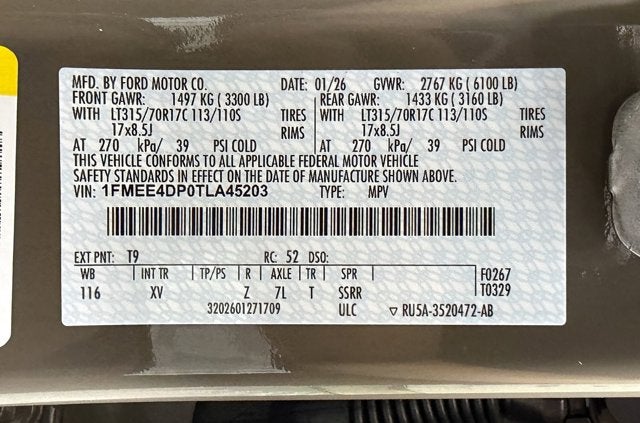 MFD. BY FORD MOTOR CO. DATE: 01/26 GVWR: 2767 KG (6100 LB)
FRONT GAWR: 1497 KG (3300 LB) REAR GAWR: 1433 KG (3160 LB)
WITH LT315/70R17C 113/110S TIRES WITH LT315/70R17C 113/110S TIRES
17x8.5J RIMS 17x8.5J RIMS
AT 270 kPa/ 39 PSI COLD AT 270 kPa/ 39 PSI COLD
THIS VEHICLE CONFORMS TO ALL APPLICABLE FEDERAL MOTOR VEHICLE
SAFETY STANDARDS IN EFFECT ON THE DATE OF MANUFACTURE SHOWN ABOVE.
VIN: 1FMEE4DP0TLA45203 TYPE: MPV
EXT PNT: T9 RC: 52 DSO:
WB INT TR TP/PS R AXLE TR SPR F0267
116 XV Z 7L T SSRR T0329
3202601271709 ULC ▽ RU5A-3520472-AB